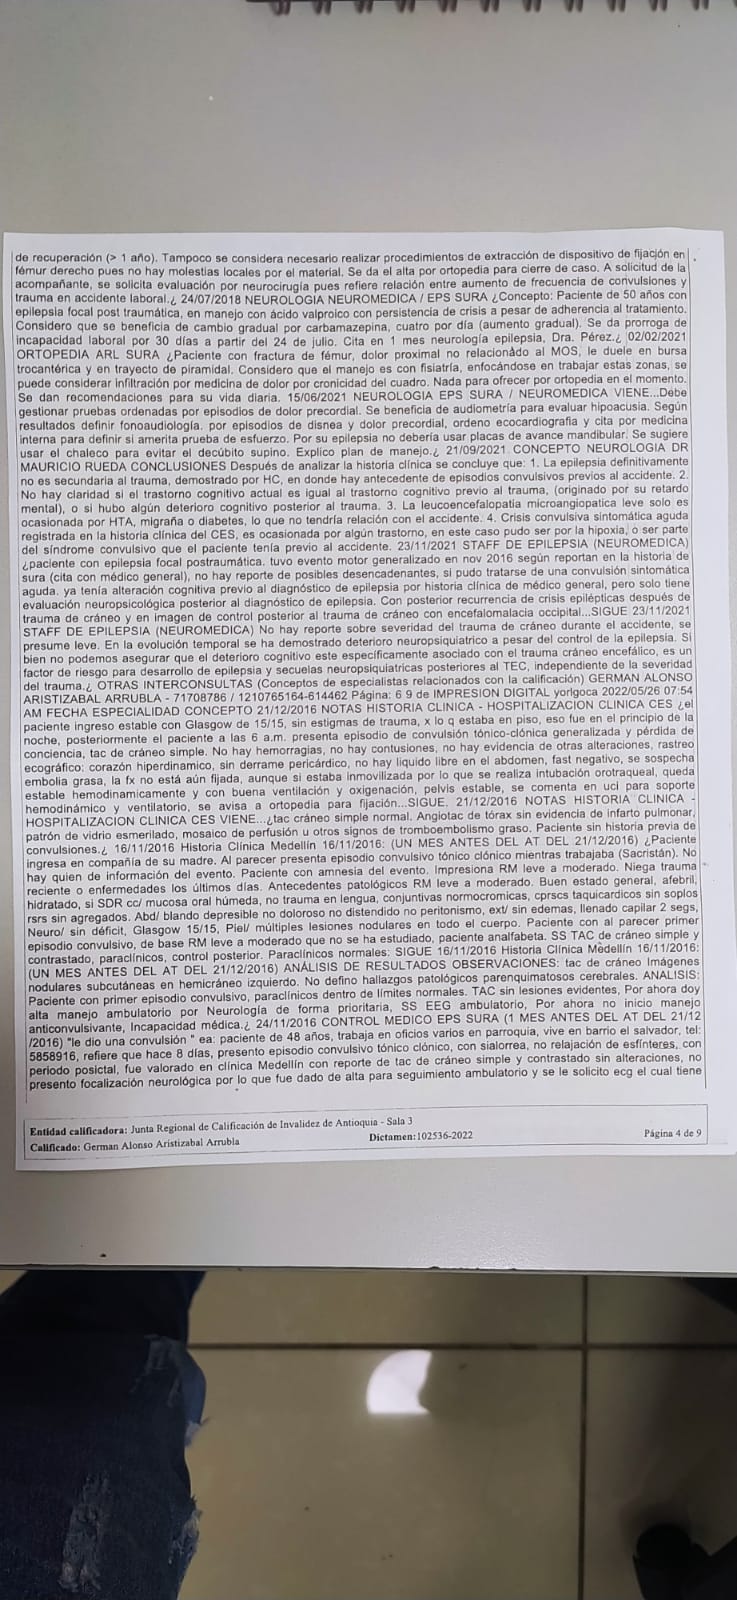 de recuperación (> 1 año). Tampoco se considera necesario realizar procedimientos de extracción de dispositivo de fijación en
fémur derecho pues no hay molestias locales por el material. Se da el alta por ortopedia para cierre de caso. A solicitud de la
acompañante, se solicita evaluación por neurocirugía pues refiere relación entre aumento de frecuencia de convulsiones y
trauma en accidente laboral.¿ 24/07/2018 NEUROLOGIA NEUROMEDICA / EPS SURA ¿Concepto: Paciente de 50 años con
epilepsia focal post traumática, en manejo con ácido valproico con persistencia de crisis a pesar de adherencia al tratamiento.
Considero que se beneficia de cambio gradual por carbamazepina, cuatro por día (aumento gradual). Se da prorroga de
incapacidad laboral por 30 días a partir del 24 de julio. Cita en 1 mes neurología epilepsia, Dra. Pérez.¿ 02/02/2021
ORTOPEDIA ARL SURA ¿Paciente con fractura de fémur, dolor proximal no relacionado al MOS, le duele en bursa
trocantérica y en trayecto de piramidal. Considero que el manejo es con fisiatría, enfocándose en trabajar estas zonas, se
puede considerar infiltración por medicina de dolor por cronicidad del cuadro. Nada para ofrecer por ortopedia en el momento.
Se dan recomendaciones para su vida diaria. 15/06/2021 NEUROLOGIA EPS SURA / NEUROMEDICA VIENE...Debe
gestionar pruebas ordenadas por episodios de dolor precordial. Se beneficia de audiometría para evaluar hipoacusia. Según
resultados definir fonoaudiología. por episodios de disnea y dolor precordial, ordeno ecocardiografía y cita por medicina
interna para definir si amerita prueba de esfuerzo. Por su epilepsia no debería usar placas de avance mandibular. Se sugiere
usar el chaleco para evitar el decúbito supino. Explico plan de manejo.¿ 21/09/2021 CONCEPTO NEUROLOGIA DR
MAURICIO RUEDA CONCLUSIONES Después de analizar la historia clínica se concluye que: 1. La epilepsia definitivamente
no es secundaria al trauma, demostrado por HC, en donde hay antecedente de episodios convulsivos previos al accidente. 2.
No hay claridad si el trastorno cognitivo actual es igual al trastorno cognitivo previo al trauma, (originado por su retardo
mental), o si hubo algún deterioro cognitivo posterior al trauma. 3. La leucoencefalopatia microangiopatica leve solo es
ocasionada por HTA, migraña o diabetes, lo que no tendría relación con el accidente. 4. Crisis convulsiva sintomática aguda
registrada en la historia clínica del CES, es ocasionada por algún trastorno, en este caso pudo ser por la hipoxia, o ser parte
del síndrome convulsivo que el paciente tenía previo al accidente. 23/11/2021 STAFF DE EPILEPSIA (NEUROMEDICA)
¿paciente con epilepsia focal postraumática. tuvo evento motor generalizado en nov 2016 según reportan en la historia de
sura (cita con médico general), no hay reporte de posibles desencadenantes, si pudo tratarse de una convulsión sintomática
aguda. ya tenía alteración cognitiva previo al diagnóstico de epilepsia por historia clínica de médico general, pero solo tiene
evaluación neuropsicológica posterior al diagnóstico de epilepsia. Con posterior recurrencia de crisis epilépticas después de
trauma de cráneo y en imagen de control posterior al trauma de cráneo con encefalomalacia occipital...SIGUE 23/11/2021
STAFF DE EPILEPSIA (NEUROMEDICA) No hay reporte sobre severidad del trauma de cráneo durante el accidente, se
presume leve. En la evolución temporal se ha demostrado deterioro neuropsiquiatrico a pesar del control de la epilepsia. Si
bien no podemos asegurar que el deterioro cognitivo este específicamente asociado con el trauma cráneo encefálico, es un
factor de riesgo para desarrollo de epilepsia y secuelas neuropsiquiatricas posteriores al TEC, independiente de la severidad
del trauma.¿ OTRAS INTERCONSULTAS (Conceptos de especialistas relacionados con la calificación) GERMAN ALONSO
ARISTIZABAL ARRUBLA - 71708786 / 1210765164-614462 Página: 6 9 de IMPRESION DIGITAL yorlgoca 2022/05/26 07:54
AM FECHA ESPECIALIDAD CONCEPTO 21/12/2016 NOTAS HISTORIA CLINICA - HOSPITALIZACION CLINICA CES ¿el
paciente ingreso estable con Glasgow de 15/15, sin estigmas de trauma, x lo q estaba en piso, eso fue en el principio de la
noche, posteriormente el paciente a las 6 a.m. presenta episodio de convulsión tónico-clónica generalizada y pérdida de
conciencia, tac de cráneo simple. No hay hemorragias, no hay contusiones, no hay evidencia de otras alteraciones, rastreo
ecográfico: corazón hiperdinamico, sin derrame pericárdico, no hay liquido libre en el abdomen, fast negativo, se sospecha
embolia grasa, la fx no está aún fijada, aunque si estaba inmovilizada por lo que se realiza intubación orotraqueal, queda
estable hemodinamicamente y con buena ventilación y oxigenación, pelvis estable, se comenta en uci para soporte
hemodinámico y ventilatorio, se avisa a ortopedia para fijación...SIGUE. 21/12/2016 NOTAS HISTORIA CLINICA -
HOSPITALIZACION CLINICA CES VIENE...¿tac cráneo simple normal. Angiotac de tórax sin evidencia de infarto pulmonar,
patrón de vidrio esmerilado, mosaico de perfusión u otros signos de tromboembolismo graso. Paciente sin historia previa de
convulsiones.¿ 16/11/2016 Historia Clínica Medellín 16/11/2016: (UN MES ANTES DEL AT DEL 21/12/2016) ¿Paciente
ingresa en compañía de su madre. Al parecer presenta episodio convulsivo tónico clónico mientras trabajaba (Sacristán). No
hay quien de información del evento. Paciente con amnesia del evento. Impresiona RM leve a moderado. Niega trauma
reciente o enfermedades los últimos días. Antecedentes patológicos RM leve a moderado. Buen estado general, afebril,
hidratado, si SDR cc/ mucosa oral húmeda, no trauma en lengua, conjuntivas normocromicas, cprscs taquicardicos sin soplos
rsrs sin agregados. Abd/ blando depresible no doloroso no distendido no peritonismo, ext/ sin edemas, llenado capilar 2 segs,
Neuro/ sin déficit, Glasgow 15/15, Piel/ múltiples lesiones nodulares en todo el cuerpo. Paciente con al parecer primer
episodio convulsivo, de base RM leve a moderado que no se ha estudiado, paciente analfabeta. SS TAC de cráneo simple y
contrastado, paraclínicos, control posterior. Paraclínicos normales: SIGUE 16/11/2016 Historia Clínica Medellín 16/11/2016:
(UN MES ANTES DEL AT DEL 21/12/2016) ANÁLISIS DE RESULTADOS OBSERVACIONES: tac de cráneo Imágenes
nodulares subcutáneas en hemicráneo izquierdo. No defino hallazgos patológicos parenquimatosos cerebrales. ANALISIS:
Paciente con primer episodio convulsivo, paraclínicos dentro de límites normales. TAC sin lesiones evidentes, Por ahora doy
alta manejo ambulatorio por Neurología de forma prioritaria, SS EEG ambulatorio, Por ahora no inicio manejo
anticonvulsivante, Incapacidad médica.¿ 24/11/2016 CONTROL MEDICO EPS SURA (1 MES ANTES DEL AT DEL 21/12
/2016) "le dio una convulsión " ea: paciente de 48 años, trabaja en oficios varios en parroquia, vive en barrio el salvador, tel:
5858916, refiere que hace 8 días, presento episodio convulsivo tónico clónico, con sialorrea, no relajación de esfínteres, con
periodo posictal, fue valorado en clínica Medellín con reporte de tac de cráneo simple y contrastado sin alteraciones, no
presento focalización neurológica por lo que fue dado de alta para seguimiento ambulatorio y se le solicito ecg el cual tiene
Entidad calificadora: Junta Regional de Calificación de Invalidez de Antioquia - Sala 3
Calificado: German Alonso Aristizabal Arrubla
Dictamen:102536-2022
Página 4 de 9